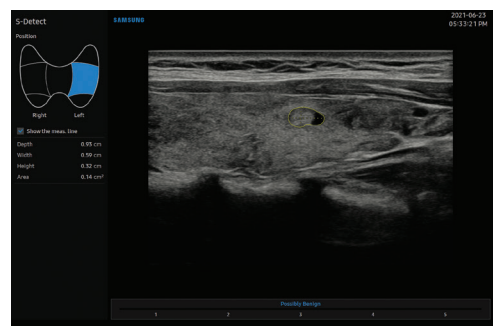 S-Detect
SAMSUNG
2021-06-23
05:33:21 PM
Position
Right Left
Show the meas. line
Depth 0.93 cm
Width 0.59 cm
Height 0.32 cm
Area 0.14 cm²
Possibly Benign
1 2 3 4 5